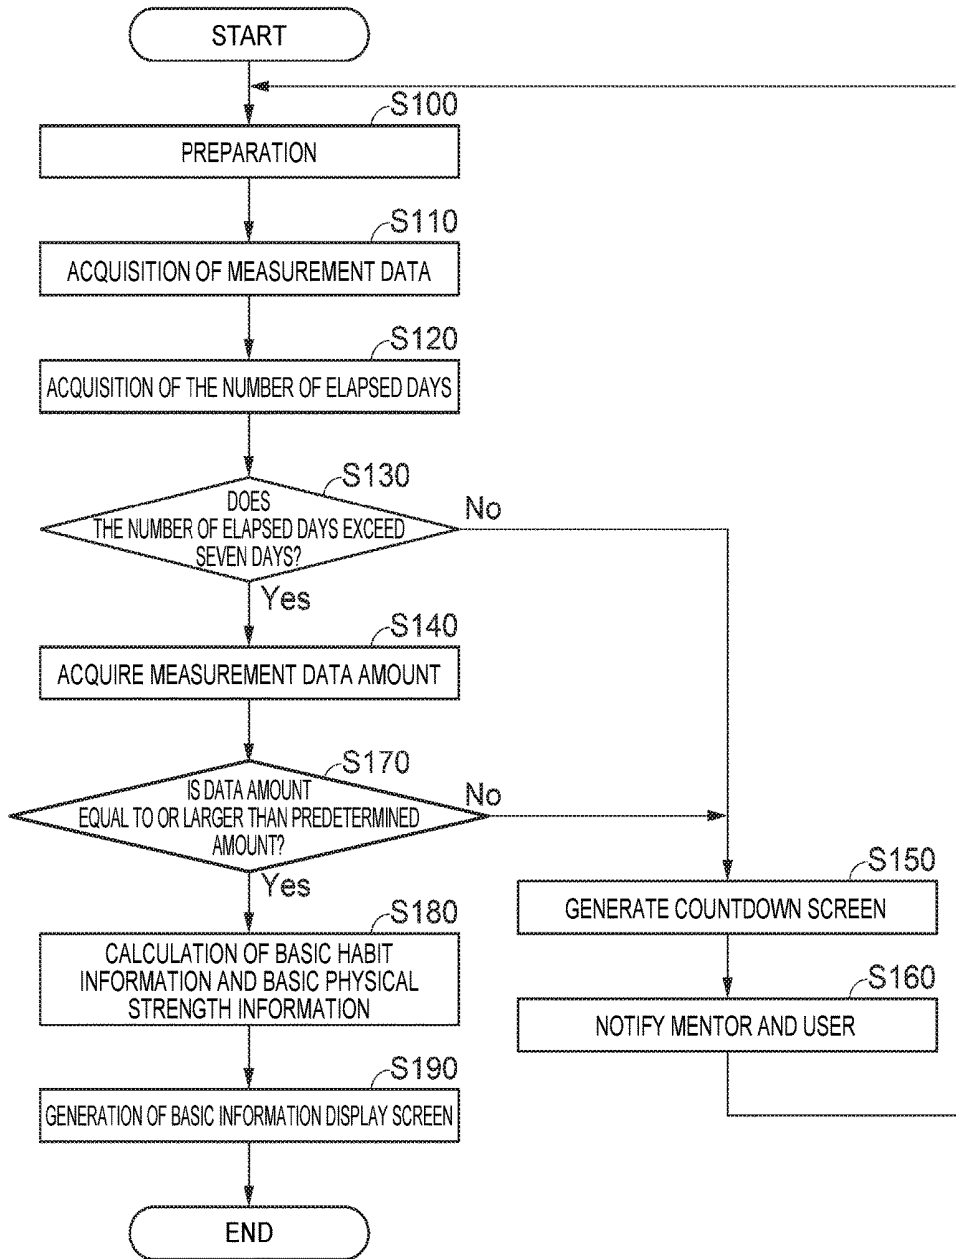 START
S100
PREPARATION
S110
ACQUISITION OF MEASUREMENT DATA
S120
ACQUISITION OF THE NUMBER OF ELAPSED DAYS
S130
DOES
THE NUMBER OF ELAPSED DAYS EXCEED
SEVEN DAYS?
No
Yes
S140
ACQUIRE MEASUREMENT DATA AMOUNT
S170
IS DATA AMOUNT
EQUAL TO OR LARGER THAN PREDETERMINED
AMOUNT?
No
Yes
S150
GENERATE COUNTDOWN SCREEN
S180
CALCULATION OF BASIC HABIT
INFORMATION AND BASIC PHYSICAL
STRENGTH INFORMATION
S160
NOTIFY MENTOR AND USER
S190
GENERATION OF BASIC INFORMATION DISPLAY SCREEN
END